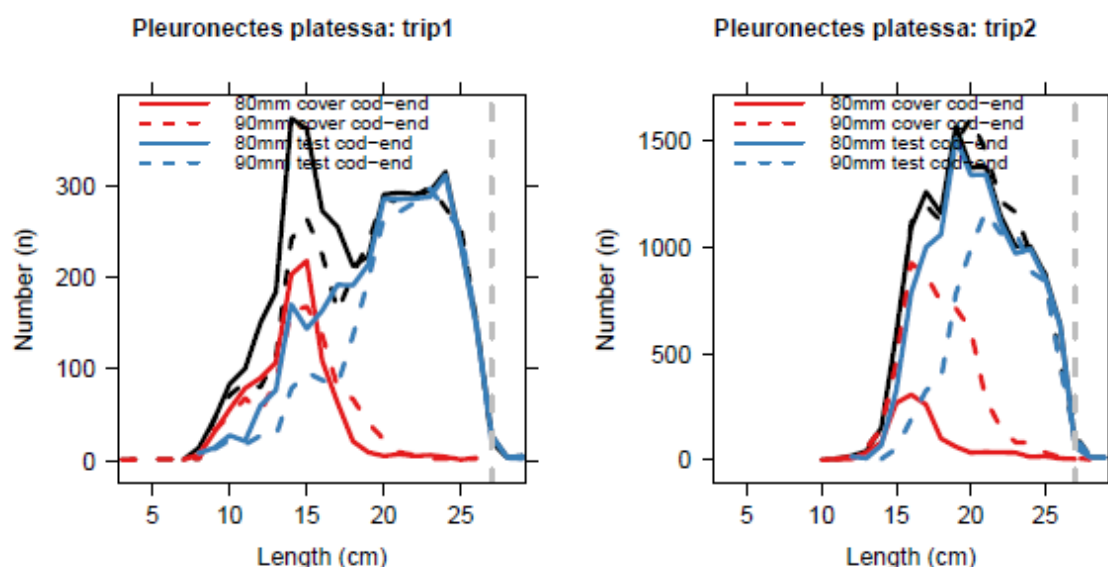 Pleuronectes platessa: trip1
80mm cover cod-end
90mm cover cod-end
80mm test cod-end
90mm test cod-end
Number (n)
300
200
100
0
5 10 15 20 25
Length (cm)
Pleuronectes platessa: trip2
80mm cover cod-end
90mm cover cod-end
80mm test cod-end
90mm test cod-end
Number (n)
1500
1000
500
0
5 10 15 20 25
Length (cm)